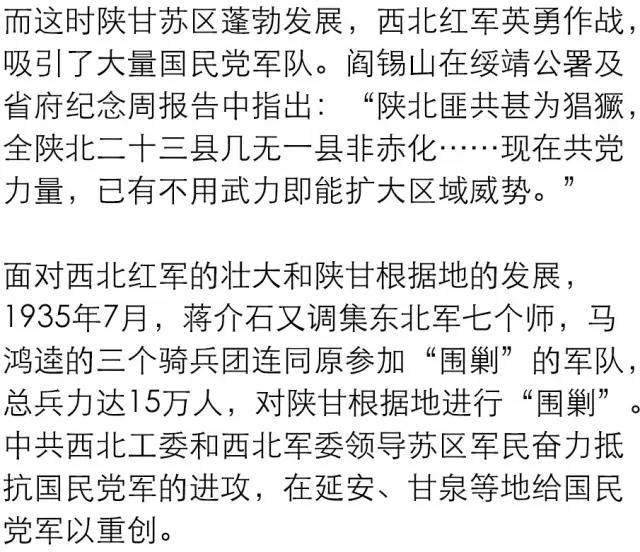 而这时陕甘苏区蓬勃发展，西北红军英勇作战，
吸引了大量国民党军队。阎锡山在绥靖公署及
省府纪念周报告中指出：“陕北匪共甚为猖獗，
全陕北二十三县几无一县非赤化……现在共党
力量，已有不用武力即能扩大区域威势。”
面对西北红军的壮大和陕甘根据地的发展，
1935年7月，蒋介石又调集东北军七个师，马
鸿逵的三个骑兵团连同原参加“围剿”的军队，
总兵力达15万人，对陕甘根据地进行“围剿”。
中共西北工委和西北军委领导苏区军民奋力抵
抗国民党军的进攻，在延安、甘泉等地给国民
党军以重创。